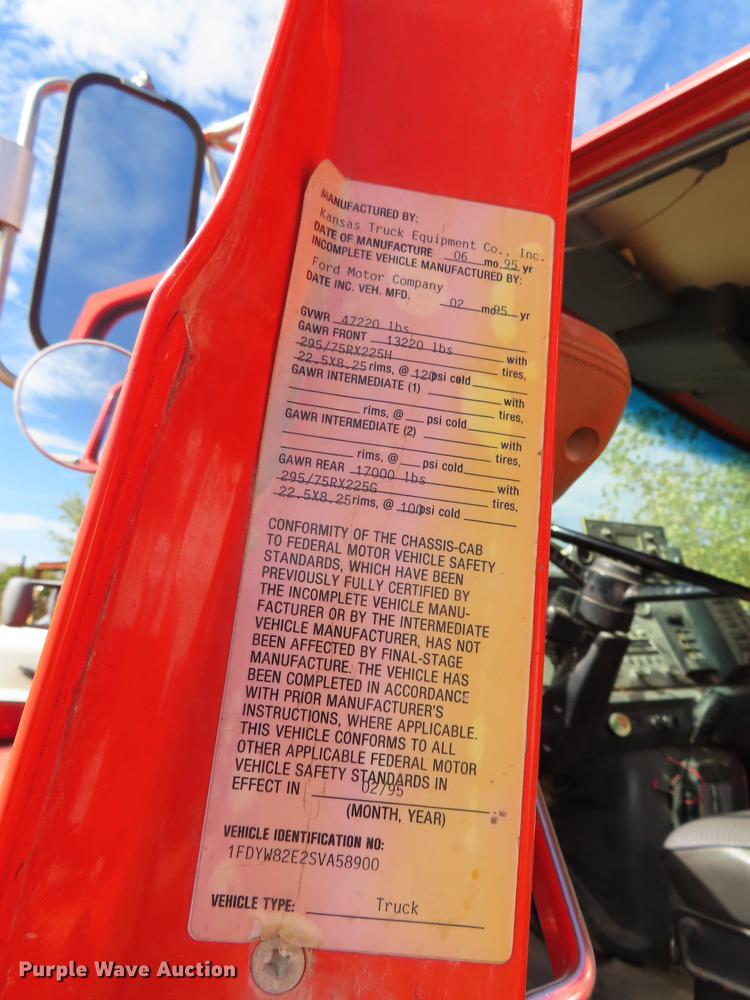 MANUFACTURED BY:
Kansas Truck Equipment Co., Inc.
DATE OF MANUFACTURE 06 mo 95 yr
INCOMPLETE VEHICLE MANUFACTURED BY:
Ford Motor Company
DATE INC. VEH. MFD. 02 mo 95 yr
GVWR 47220 lbs
GAWR FRONT 13220 lbs with
295/75RX225H tires,
22.5X8.25 rims, @ 120 psi cold
GAWR INTERMEDIATE (1) with
tires,
rims, @ psi cold
GAWR INTERMEDIATE (2) with
tires,
rims, @ psi cold
GAWR REAR 17000 lbs with
295/75RX225G tires,
22.5X8.25 rims, @ 100 psi cold
CONFORMITY OF THE CHASSIS-CAB
TO FEDERAL MOTOR VEHICLE SAFETY
STANDARDS, WHICH HAVE BEEN
PREVIOUSLY FULLY CERTIFIED BY
THE INCOMPLETE VEHICLE MANU-
FACTURER OR BY THE INTERMEDIATE
VEHICLE MANUFACTURER, HAS NOT
BEEN AFFECTED BY FINAL-STAGE
MANUFACTURE. THE VEHICLE HAS
BEEN COMPLETED IN ACCORDANCE
WITH PRIOR MANUFACTURER'S
INSTRUCTIONS, WHERE APPLICABLE.
THIS VEHICLE CONFORMS TO ALL
OTHER APPLICABLE FEDERAL MOTOR
VEHICLE SAFETY STANDARDS IN
EFFECT IN 02/95
(MONTH, YEAR)
VEHICLE IDENTIFICATION NO:
1FDYW82E2SVA58900
VEHICLE TYPE: Truck
Purple Wave Auction